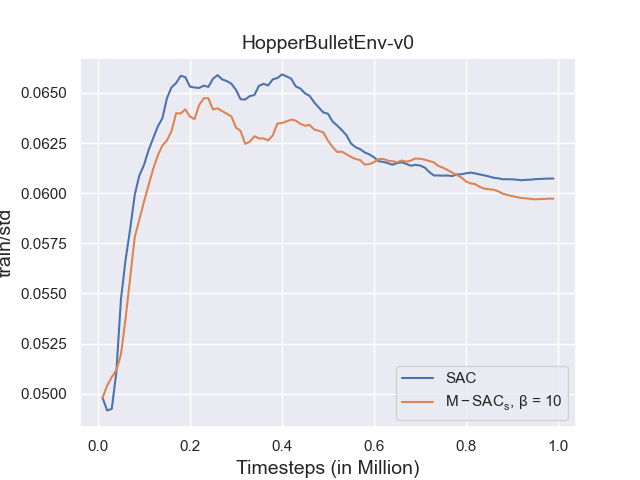 HopperBulletEnv-v0
train/std
0.0650
0.0625
0.0600
0.0575
0.0550
0.0525
0.0500
SAC
M−SACs, β = 10
0.0 0.2 0.4 0.6 0.8 1.0
Timesteps (in Million)